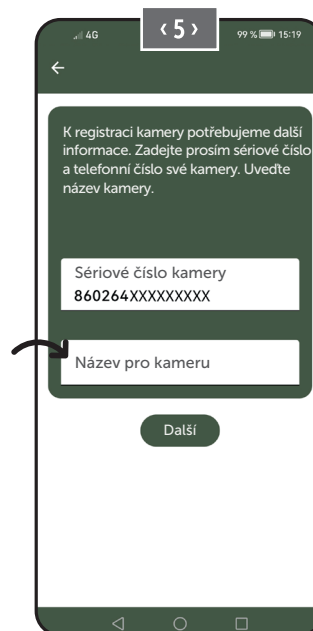 4G
‹ 5 ›
99 % 15:19
K registraci kamery potřebujeme další
informace. Zadejte prosím sériové číslo
a telefonní číslo své kamery. Uveďte
název kamery.
Sériové číslo kamery
860264XXXXXXXXX
Název pro kameru
Další